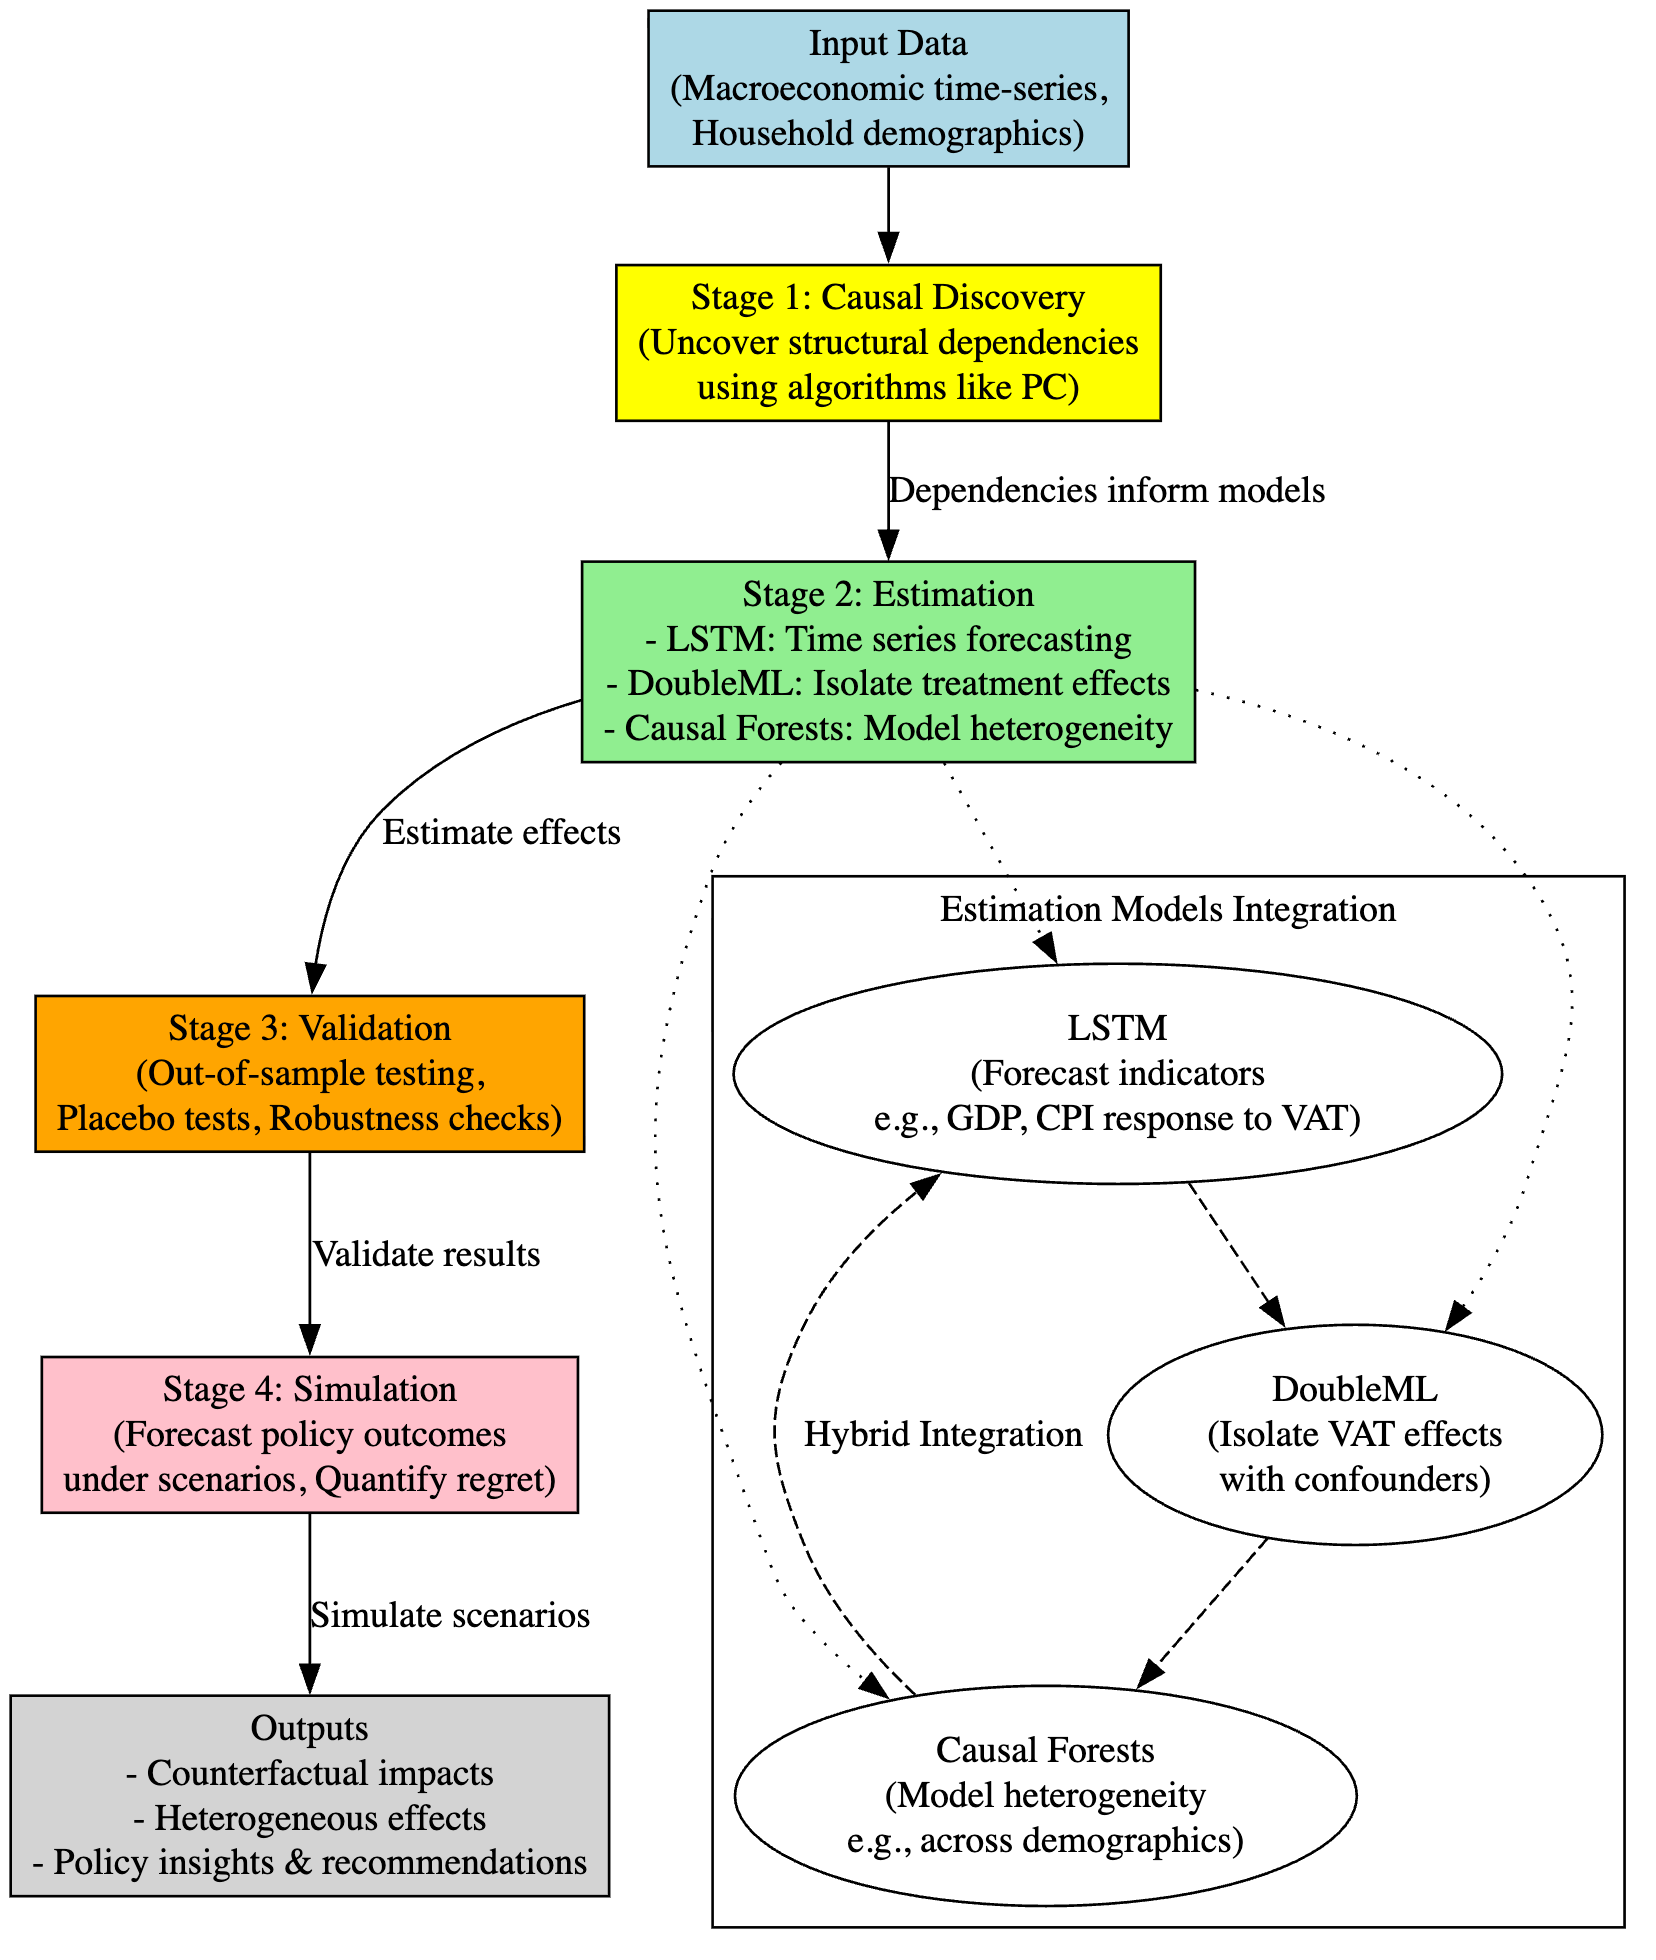 Input Data
(Macroeconomic time-series,
Household demographics)
Stage 1: Causal Discovery
(Uncover structural dependencies
using algorithms like PC)
Dependencies inform models
Stage 2: Estimation
- LSTM: Time series forecasting
- DoubleML: Isolate treatment effects
- Causal Forests: Model heterogeneity
Estimate effects
Stage 3: Validation
(Out-of-sample testing,
Placebo tests, Robustness checks)
Validate results
Stage 4: Simulation
(Forecast policy outcomes
under scenarios, Quantify regret)
Simulate scenarios
Outputs
- Counterfactual impacts
- Heterogeneous effects
- Policy insights & recommendations
Estimation Models Integration
LSTM
(Forecast indicators
e.g., GDP, CPI response to VAT)
Hybrid Integration
DoubleML
(Isolate VAT effects
with confounders)
Causal Forests
(Model heterogeneity
e.g., across demographics)